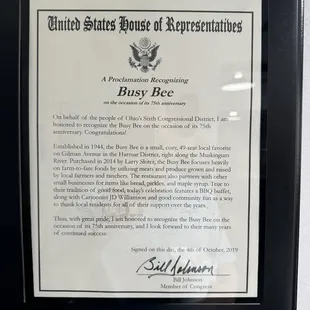 United States House of Representatives
A Proclamation Recognizing
Busy Bee
on the occasion of its 75th anniversary
On behalf of the people of Ohio's Sixth Congressional District, I am
honored to recognize the Busy Bee on the occasion of its 75th
anniversary. Congratulations!
Established in 1944, the Busy Bee is a small, cozy, 49-seat local favorite
on Gilman Avenue in the Harmar District, right along the Muskingum
River. Purchased in 2014 by Larry Sloter, the Busy Bee focuses heavily
on farm-to-fare foods by utilizing meats and produce grown and raised
by local farmers and ranchers. The restaurant also partners with other
small businesses for items like bread, pickles, and maple syrup. True to
their tradition of good food, today's celebration features a BBQ buffet,
along with Cartoonist JD Williamson and good community fun as a way
to thank local residents for all of their support over the years.
Thus, with great pride, I am honored to recognize the Busy Bee on the
occasion of its 75th anniversary, and I look forward to their many years
of continued success.
Signed on this day, the 4th of October, 2019
Bill Johnson
Bill Johnson
Member of Congress